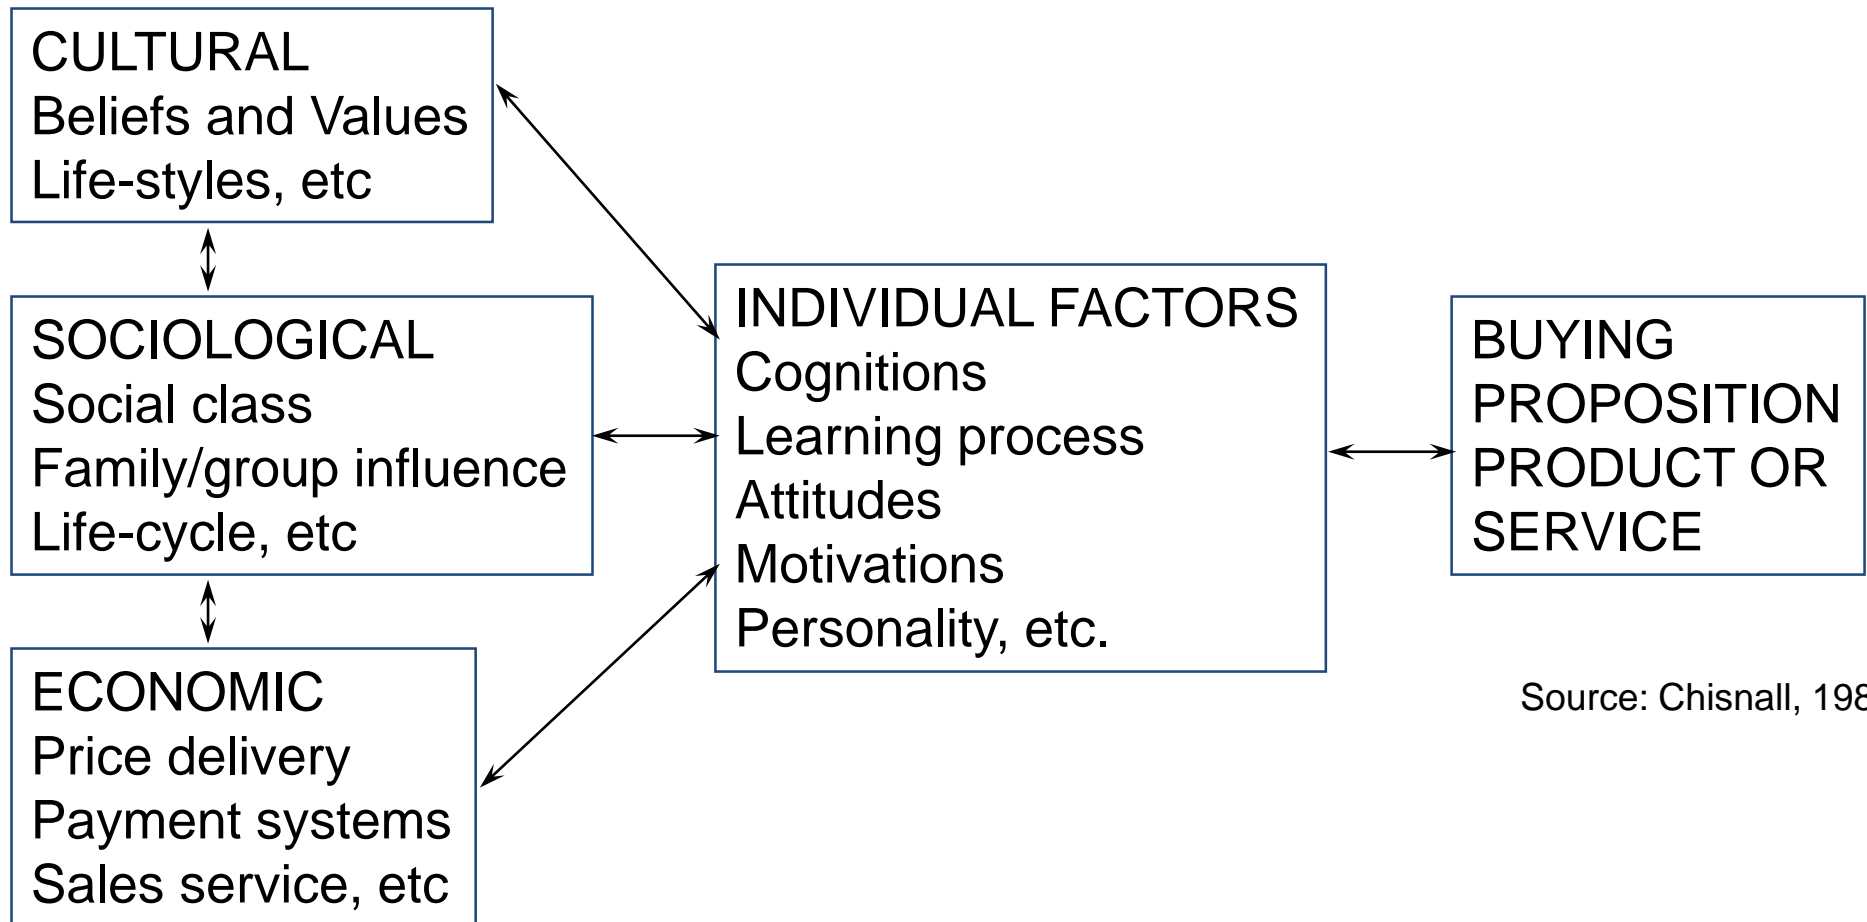 CULTURAL
Beliefs and Values
Life-styles, etc
SOCIOLOGICAL
Social class
Family/group influence
Life-cycle, etc
ECONOMIC
Price delivery
Payment systems
Sales service, etc
INDIVIDUAL FACTORS
Cognitions
Learning process
Attitudes
Motivations
Personality, etc.
BUYING
PROPOSITION
PRODUCT OR
SERVICE
Source: Chisnall,